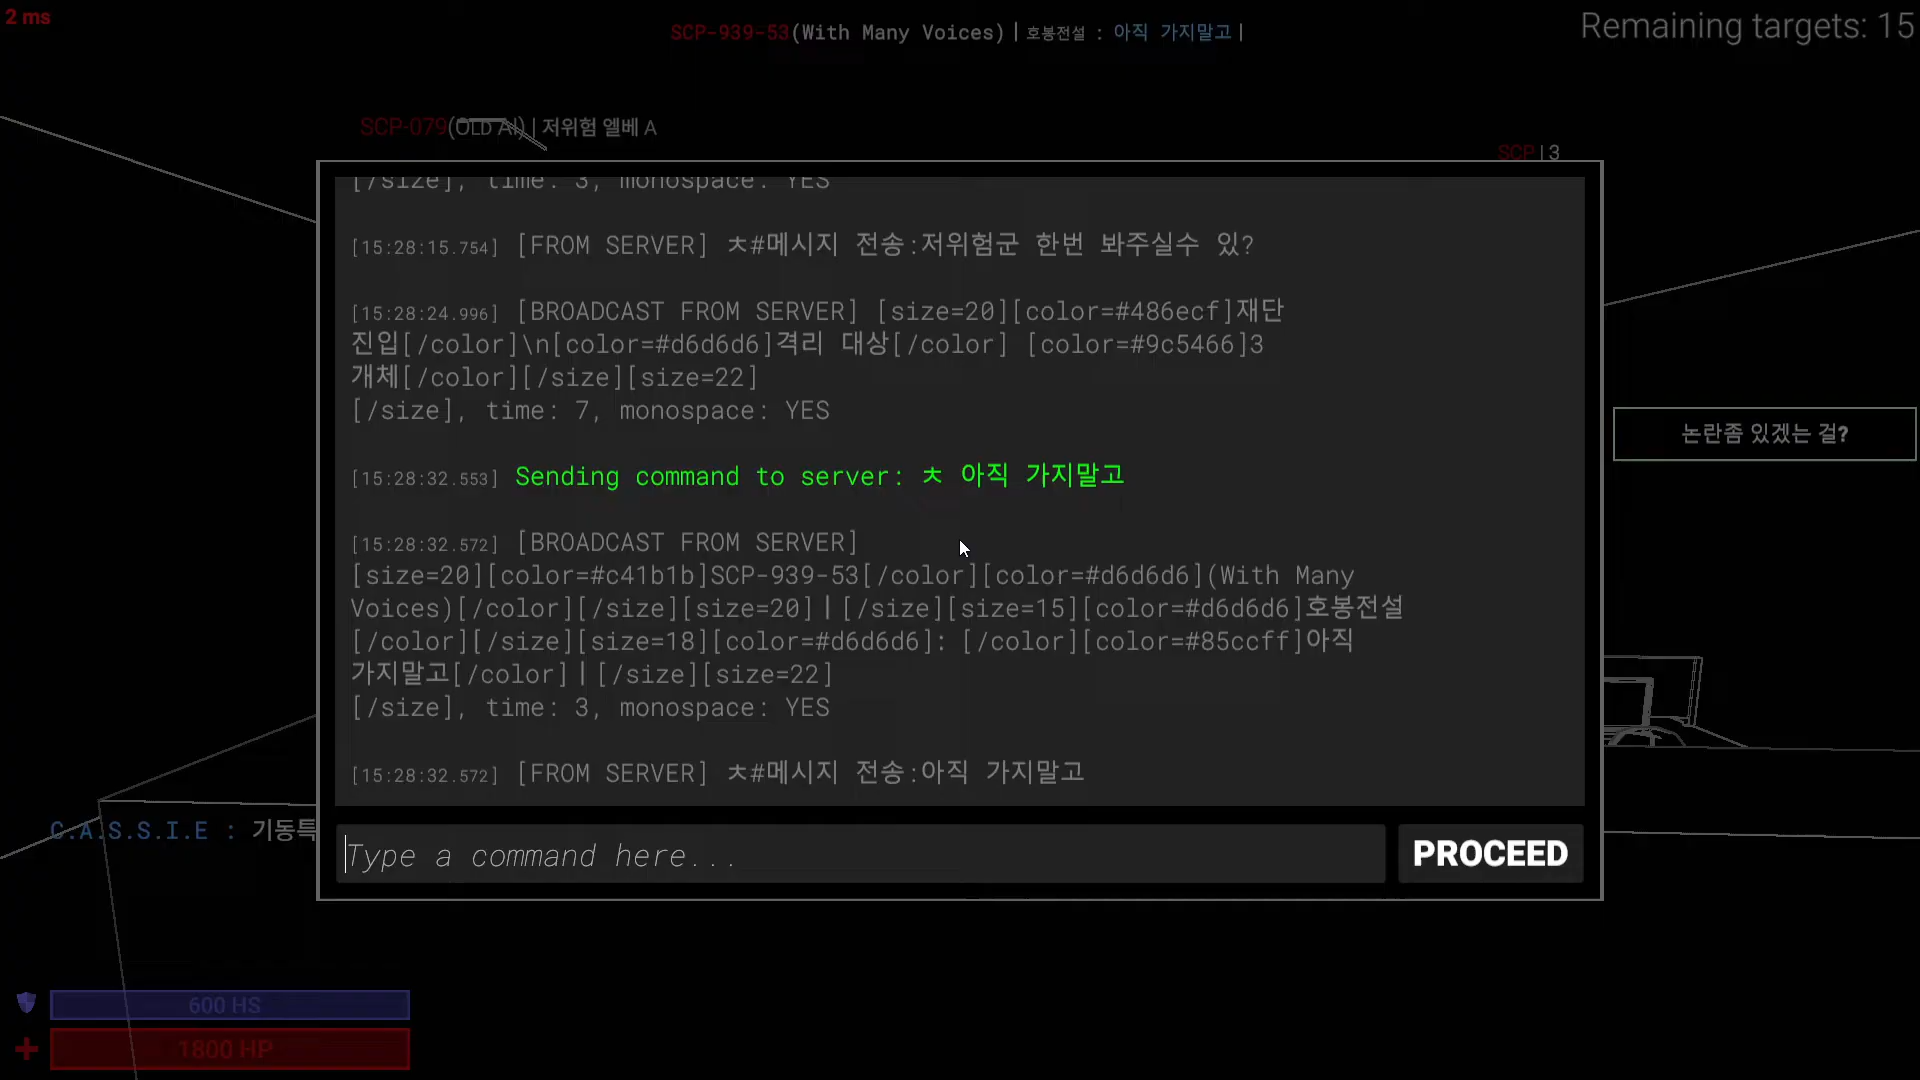 2 ms
SCP-939-53(With Many Voices) | 호봉전설 : 아직 가지말고 |
Remaining targets: 15
SCP-079(OLD AI) | 저위험 엘베 A
SCP | 3
[/size], time: 3, monospace: YES
[15:28:15.754] [FROM SERVER] ㅊ#메시지 전송:저위험군 한번 봐주실수 있?
[15:28:24.996] [BROADCAST FROM SERVER] [size=20][color=#486ecf]재단
진입[/color]\n[color=#d6d6d6]격리 대상[/color] [color=#9c5466]3
개체[/color][/size][size=22]
[/size], time: 7, monospace: YES
논란좀 있겠는 걸?
[15:28:32.553] Sending command to server: ㅊ 아직 가지말고
[15:28:32.572] [BROADCAST FROM SERVER]
[size=20][color=#c41b1b]SCP-939-53[/color][color=#d6d6d6](With Many
Voices)[/color][/size][size=20]|[/size][size=15][color=#d6d6d6]호봉전설
[/color][/size][size=18][color=#d6d6d6]: [/color][color=#85ccff]아직
가지말고[/color]|[/size][size=22]
[/size], time: 3, monospace: YES
[15:28:32.572] [FROM SERVER] ㅊ#메시지 전송:아직 가지말고
C.A.S.S.I.E : 기동특
Type a command here...
PROCEED
600 HS
1800 HP